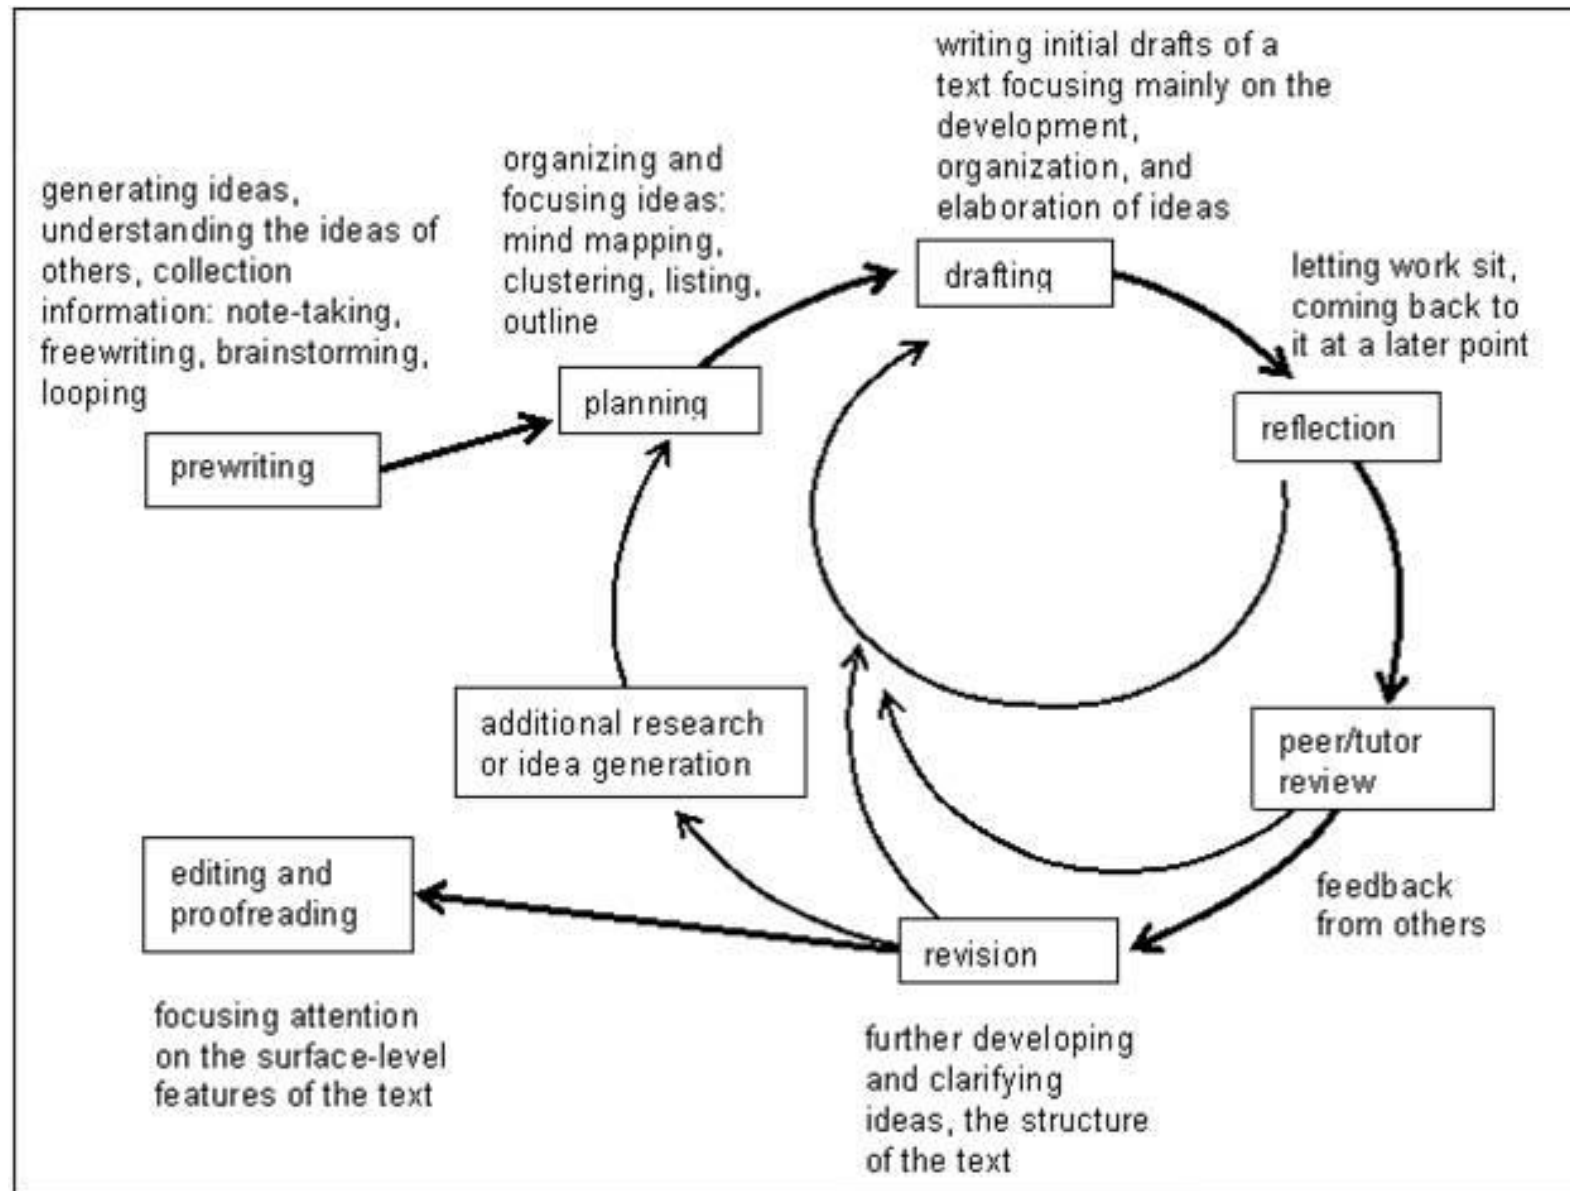 generating ideas,
understanding the ideas of
others, collection
information: note-taking,
freewriting, brainstorming,
looping
prewriting
organizing and
focusing ideas:
mind mapping,
clustering, listing,
outline
planning
writing initial drafts of a
text focusing mainly on the
development,
organization, and
elaboration of ideas
drafting
letting work sit,
coming back to
it at a later point
reflection
peer/tutor
review
feedback
from others
revision
further developing
and clarifying
ideas, the structure
of the text
additional research
or idea generation
editing and
proofreading
focusing attention
on the surface-level
features of the text